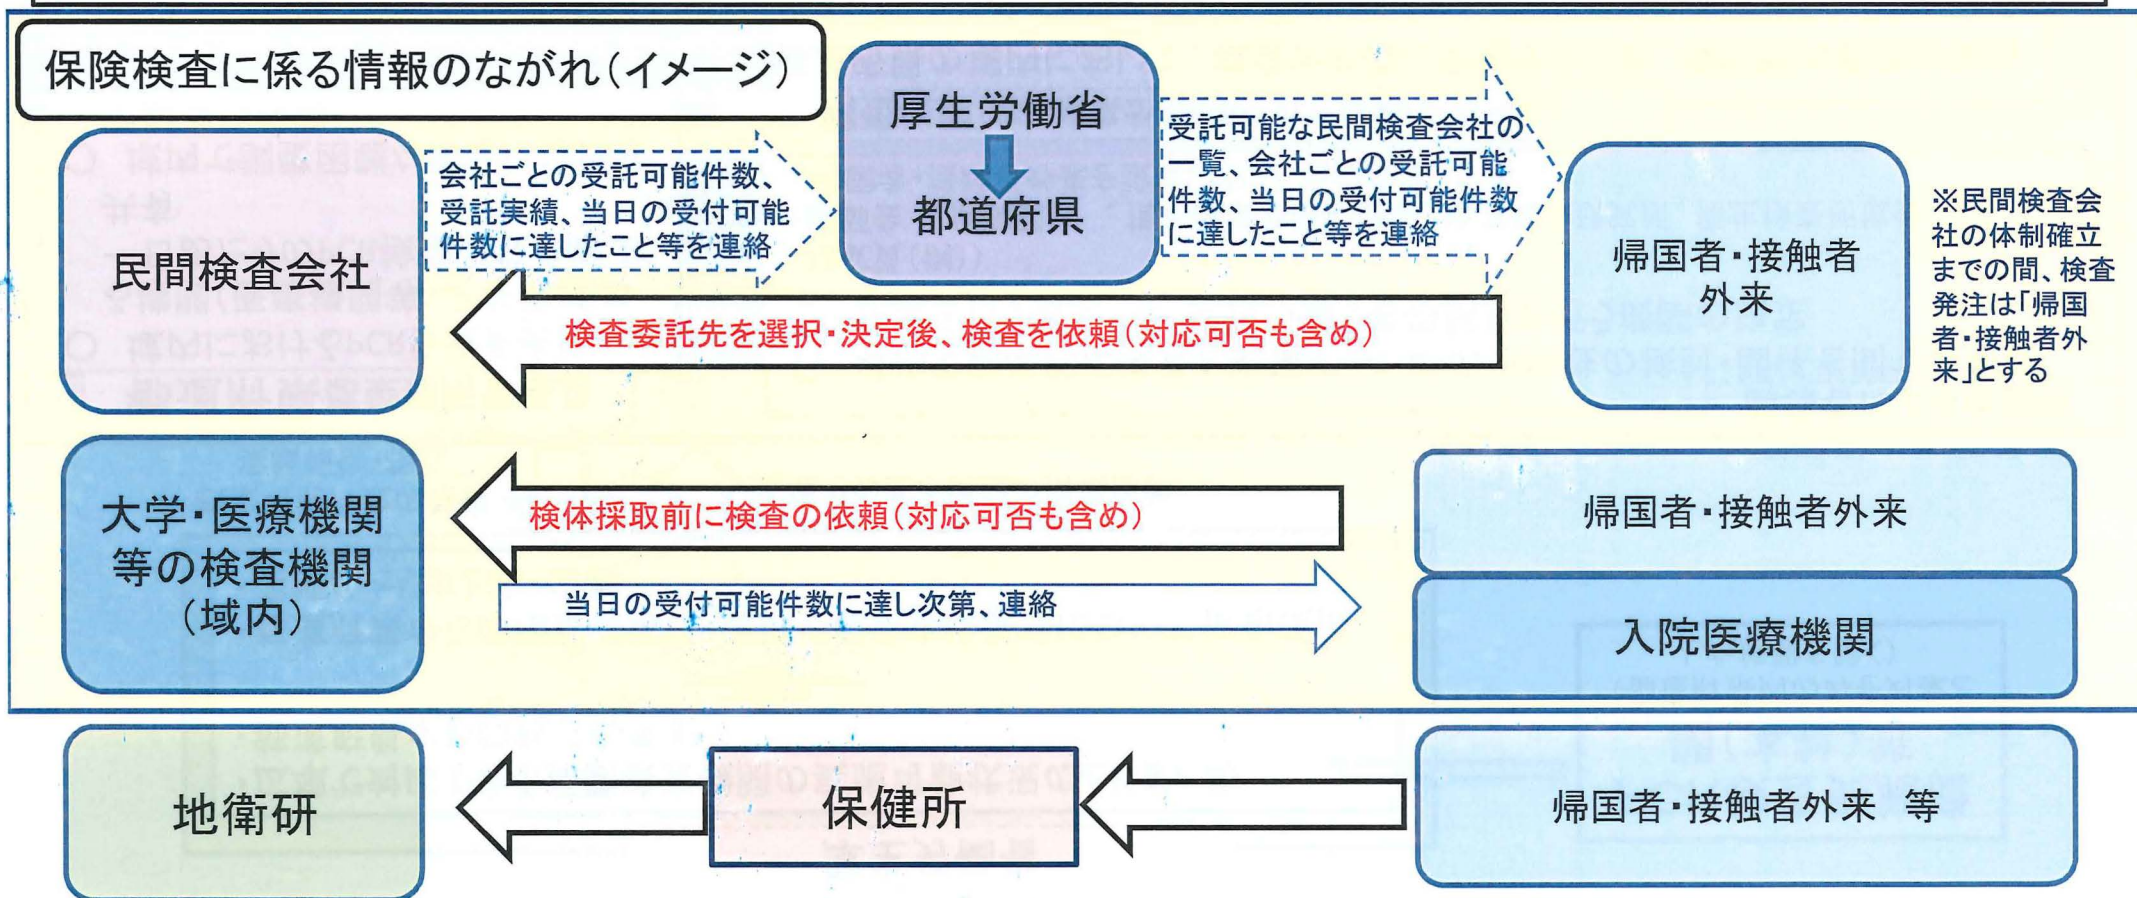 保険検査に係る情報のながれ（イメージ）
民間検査会社
会社ごとの受託可能件数、
受託実績、当日の受付可能
件数に達したこと等を連絡
厚生労働省
都道府県
受託可能な民間検査会社の
一覧、会社ごとの受託可能
件数、当日の受付可能件数
に達したこと等を連絡
帰国者・接触者
外来
※民間検査会
社の体制確立
までの間、検査
発注は「帰国
者・接触者外
来」とする
検査委託先を選択・決定後、検査を依頼（対応可否も含め）
大学・医療機関
等の検査機関
（域内）
検体採取前に検査の依頼（対応可否も含め）
当日の受付可能件数に達し次第、連絡
帰国者・接触者外来
入院医療機関
地衛研
保健所
帰国者・接触者外来 等